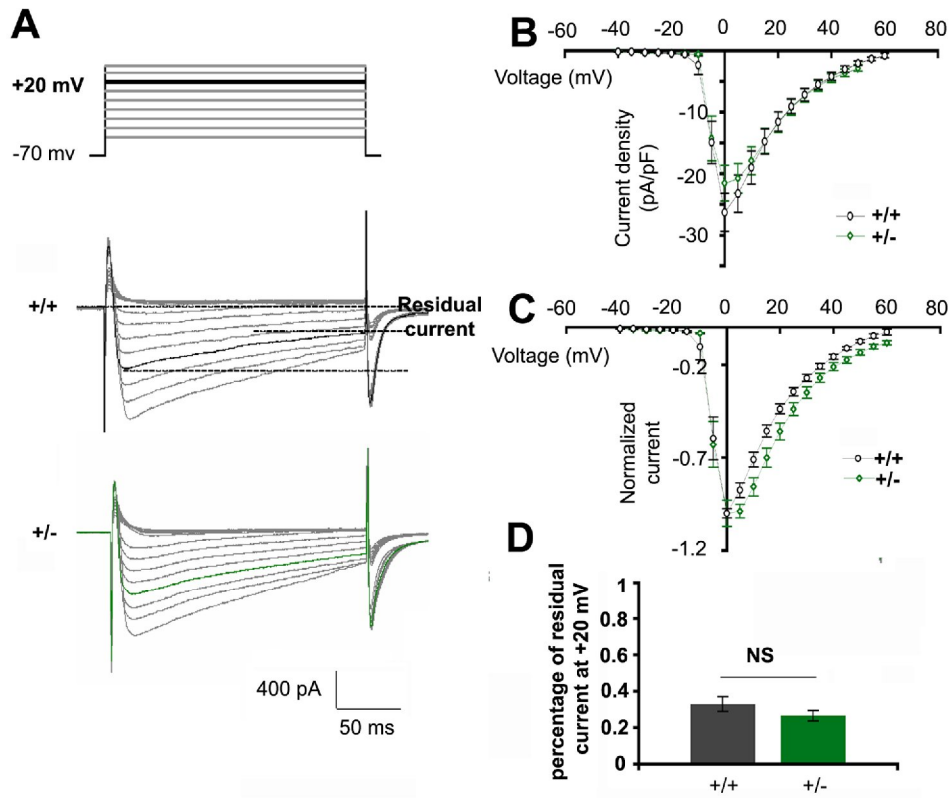 A
+20 mV
-70 mv
+/+
Residual
current
+/-
400 pA
50 ms
B
-60 -40 -20 0 20 40 60 80
Voltage (mV)
-10
-20
-30
Current density
(pA/pF)
+/+
+/-
C
-60 -40 -20 0 20 40 60 80
Voltage (mV)
-0.2
-0.7
-1.2
Normalized
current
+/+
+/-
D
percentage of residual
current at +20 mV
1
0.8
0.6
0.4
0.2
0
NS
+/+
+/-